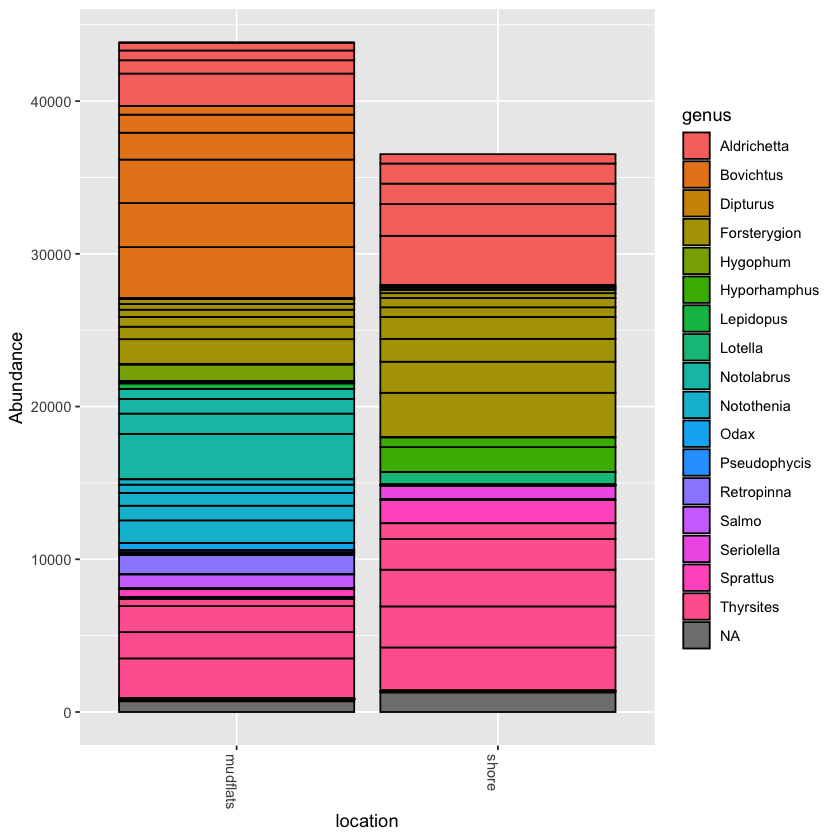 Abundance
40000
30000
20000
10000
0
mudflats
shore
location
genus
Aldrichetta
Bovichtus
Dipturus
Forsterygion
Hygophum
Hyporhamphus
Lepidopus
Lotella
Notolabrus
Notothenia
Odax
Pseudophycis
Retropinna
Salmo
Seriolella
Sprattus
Thyrsites
NA